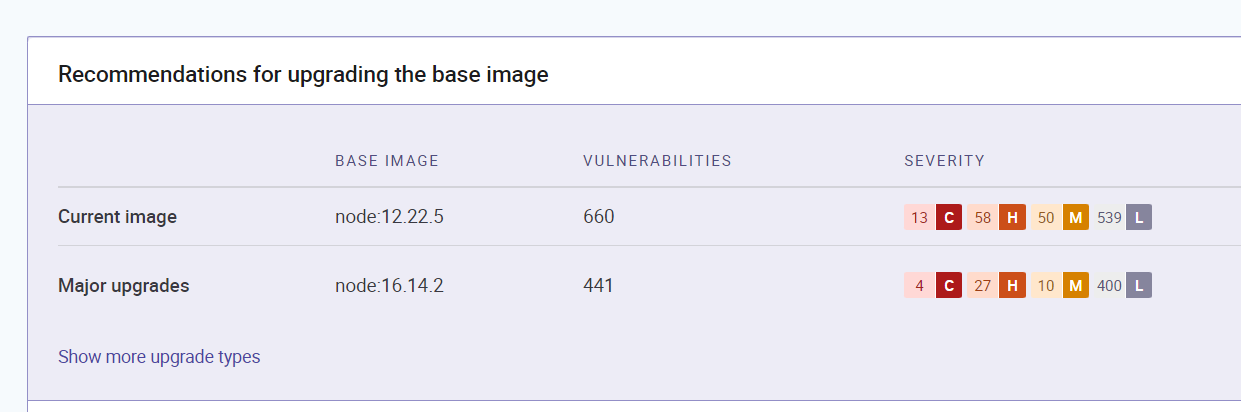 Recommendations for upgrading the base image
BASE IMAGE VULNERABILITIES SEVERITY
Current image node:12.22.5 660 13 C 58 H 50 M 539 L
Major upgrades node:16.14.2 441 4 C 27 H 10 M 400 L
Show more upgrade types